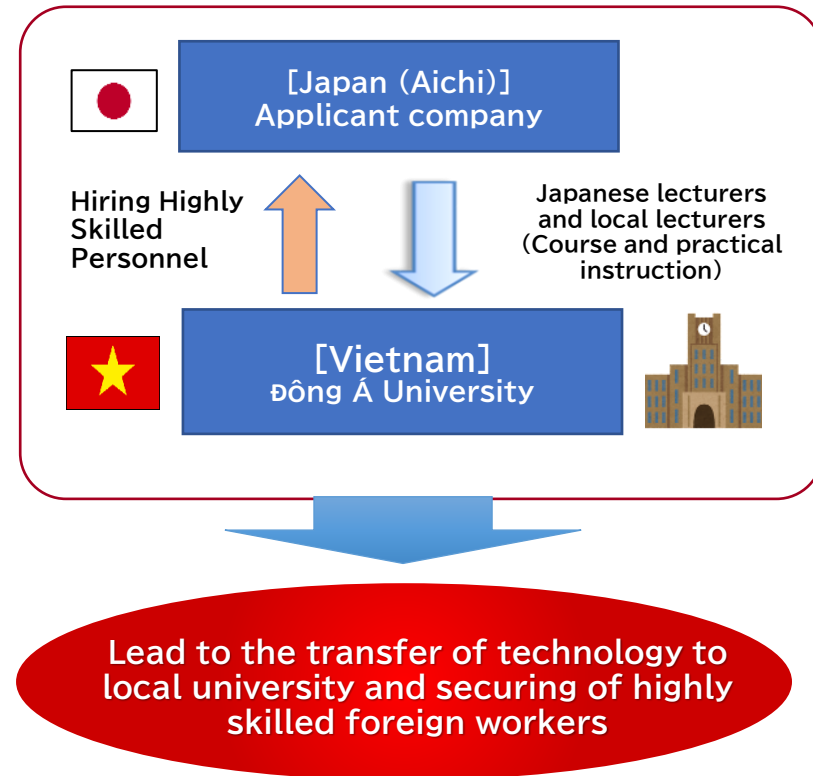 [Japan (Aichi)]
Applicant company
Hiring Highly
Skilled
Personnel
Japanese lecturers
and local lecturers
(Course and practical
instruction)
[Vietnam]
Đông Á University
Lead to the transfer of technology to
local university and securing of highly
skilled foreign workers